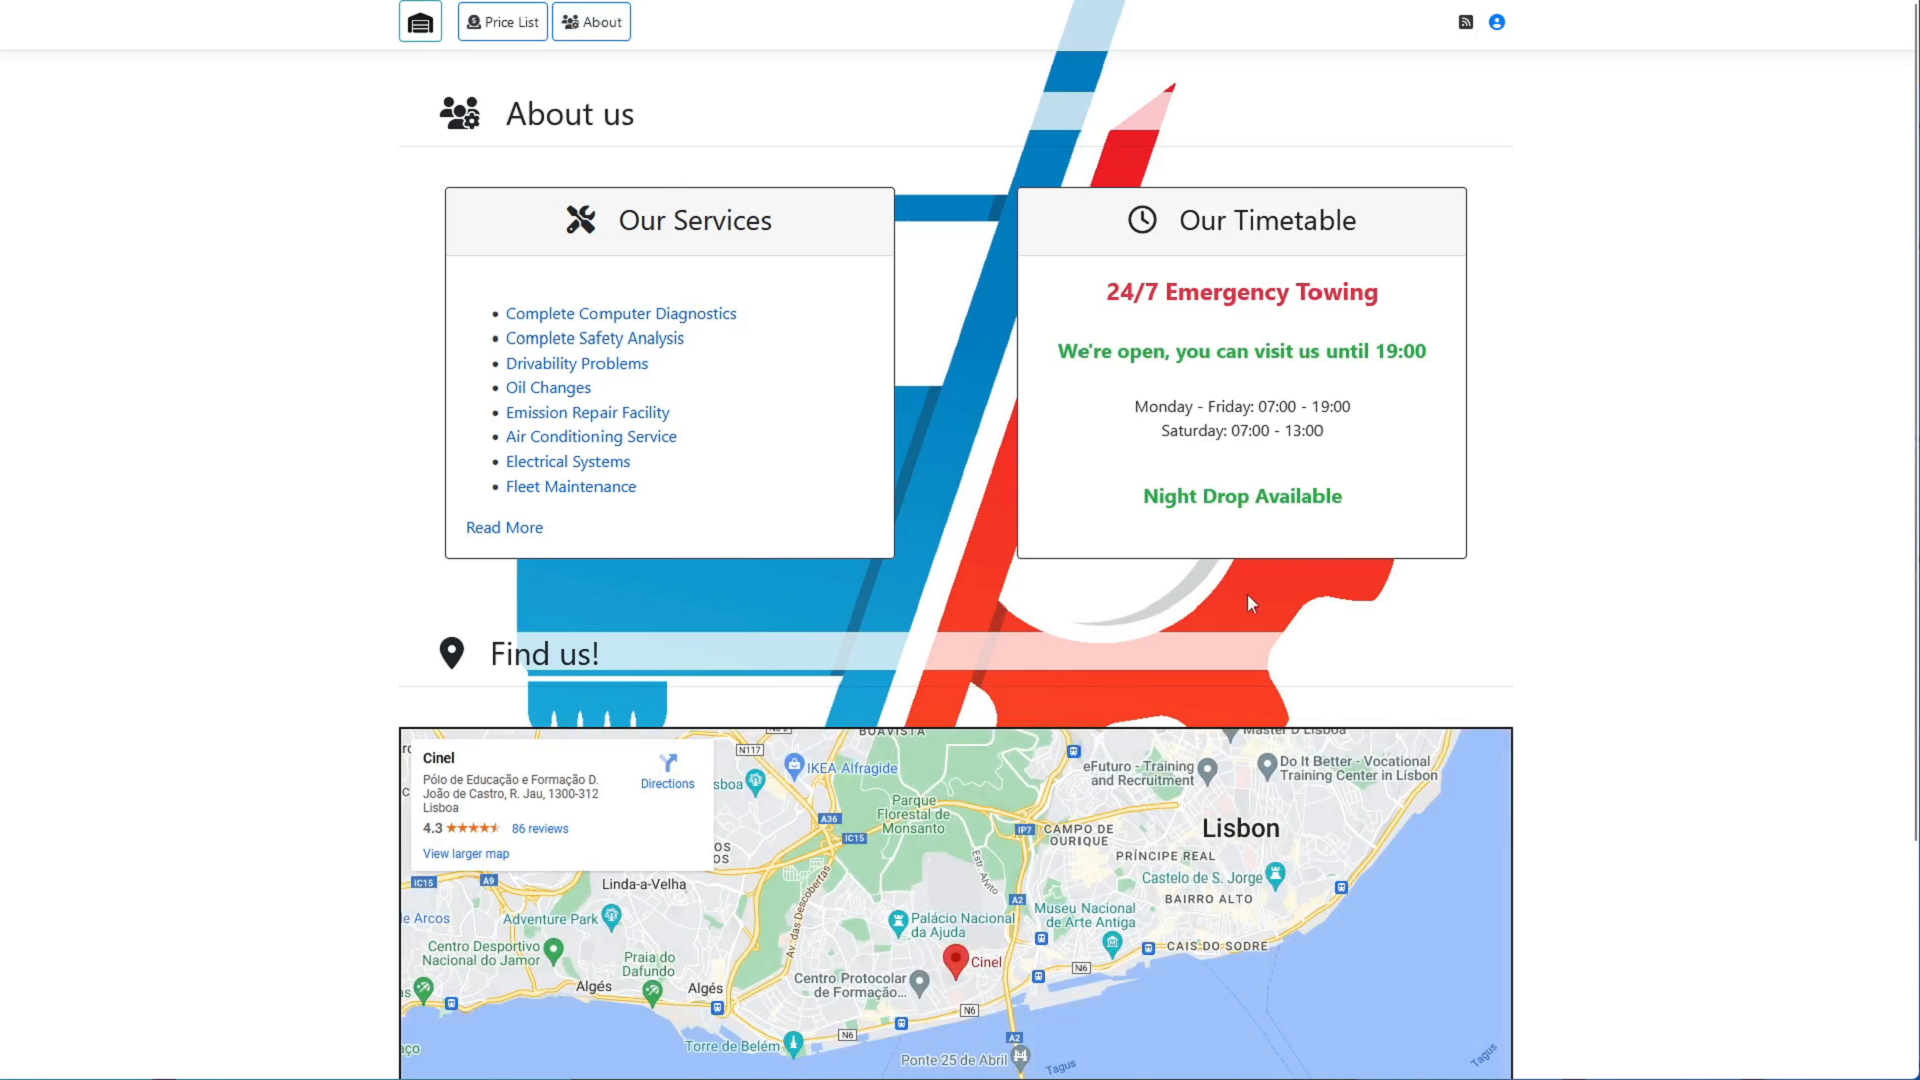 Price List
About
About us
Our Services
Complete Computer Diagnostics
Complete Safety Analysis
Drivability Problems
Oil Changes
Emission Repair Facility
Air Conditioning Service
Electrical Systems
Fleet Maintenance
Read More
Our Timetable
24/7 Emergency Towing
We're open, you can visit us until 19:00
Monday - Friday: 07:00 - 19:00
Saturday: 07:00 - 13:00
Night Drop Available
Find us!
Cinel
Pólo de Educação e Formação D.
João de Castro, R. Jau, 1300-312
Lisboa
4.3
86 reviews
View larger map
Directions
N117
BOAVISTA
Master D Lisboa
IKEA Alfragide
eFuturo - Training
and Recruitment
Do It Better - Vocational
Training Center in Lisbon
Parque
Florestal de
Monsanto
A36
IC15
IP7
CAMPO DE
OURIQUE
Lisbon
PRÍNCIPE REAL
Castelo de S. Jorge
BAIRRO ALTO
IC15
A9
Linda-a-Velha
Av. das Descobertas
Estr. Alvito
A2
Adventure Park
Palácio Nacional
da Ajuda
Museu Nacional
de Arte Antiga
CAIS DO SODRE
Centro Desportivo
Nacional do Jamor
Praia do
Dafundo
Cinel
N6
Centro Protocolar
de Formação...
Algés
Algés
N6
N6
A2
Torre de Belém
Ponte 25 de Abril
Tagus
Tagus